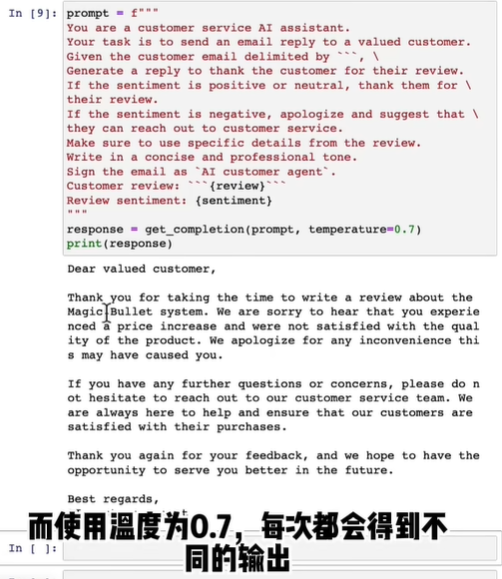 In [9]: prompt = f"""
You are a customer service AI assistant.
Your task is to send an email reply to a valued customer.
Given the customer email delimited by ```, \
Generate a reply to thank the customer for their review.
If the sentiment is positive or neutral, thank them for \
their review.
If the sentiment is negative, apologize and suggest that \
they can reach out to customer service.
Make sure to use specific details from the review.
Write in a concise and professional tone.
Sign the email as `AI customer agent`.
Customer review: ```{review}```
Review sentiment: {sentiment}
"""
response = get_completion(prompt, temperature=0.7)
print(response)
Dear valued customer,
Thank you for taking the time to write a review about the
Magic Bullet system. We are sorry to hear that you experie
nced a price increase and were not satisfied with the qual
ity of the product. We apologize for any inconvenience thi
s may have caused you.
If you have any further questions or concerns, please do n
ot hesitate to reach out to our customer service team. We
are always here to help and ensure that our customers are
satisfied with their purchases.
Thank you again for your feedback, and we hope to have the
opportunity to serve you better in the future.
Best regards,
而使用温度为0.7，每次都会得到不
In [ ]:
同的输出